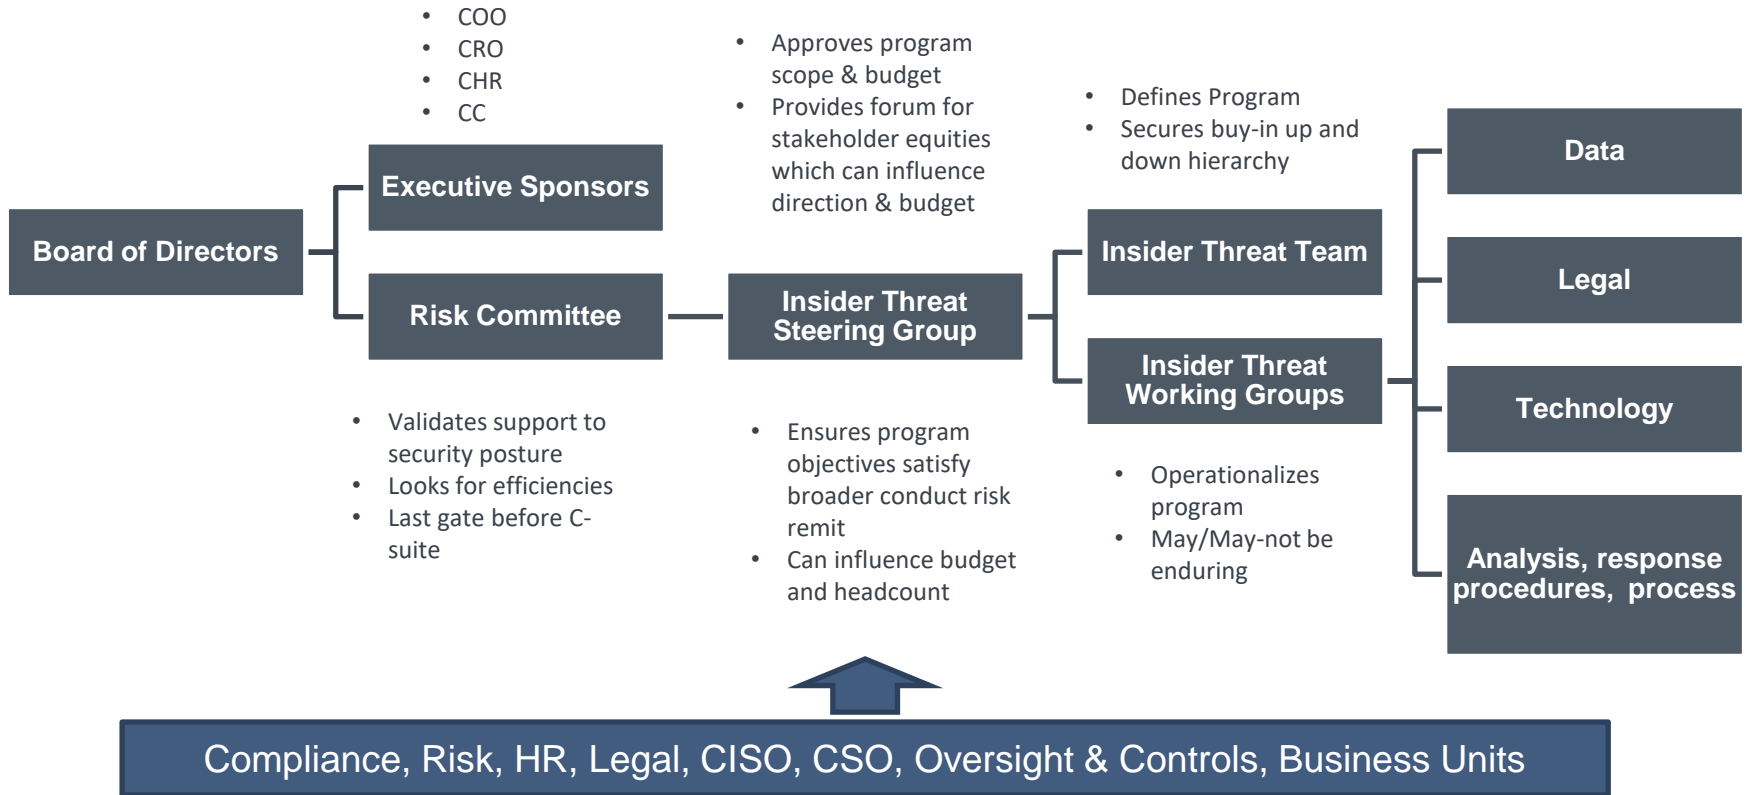 • COO
• CRO
• CHR
• CC
Executive Sponsors
Board of Directors
Risk Committee
• Validates support to
security posture
• Looks for efficiencies
• Last gate before C-
suite
• Approves program
scope & budget
• Provides forum for
stakeholder equities
which can influence
direction & budget
Insider Threat
Steering Group
• Ensures program
objectives satisfy
broader conduct risk
remit
• Can influence budget
and headcount
• Defines Program
• Secures buy-in up and
down hierarchy
Insider Threat Team
Insider Threat
Working Groups
• Operationalizes
program
• May/May-not be
enduring
Data
Legal
Technology
Analysis, response
procedures, process
Compliance, Risk, HR, Legal, CISO, CSO, Oversight & Controls, Business Units